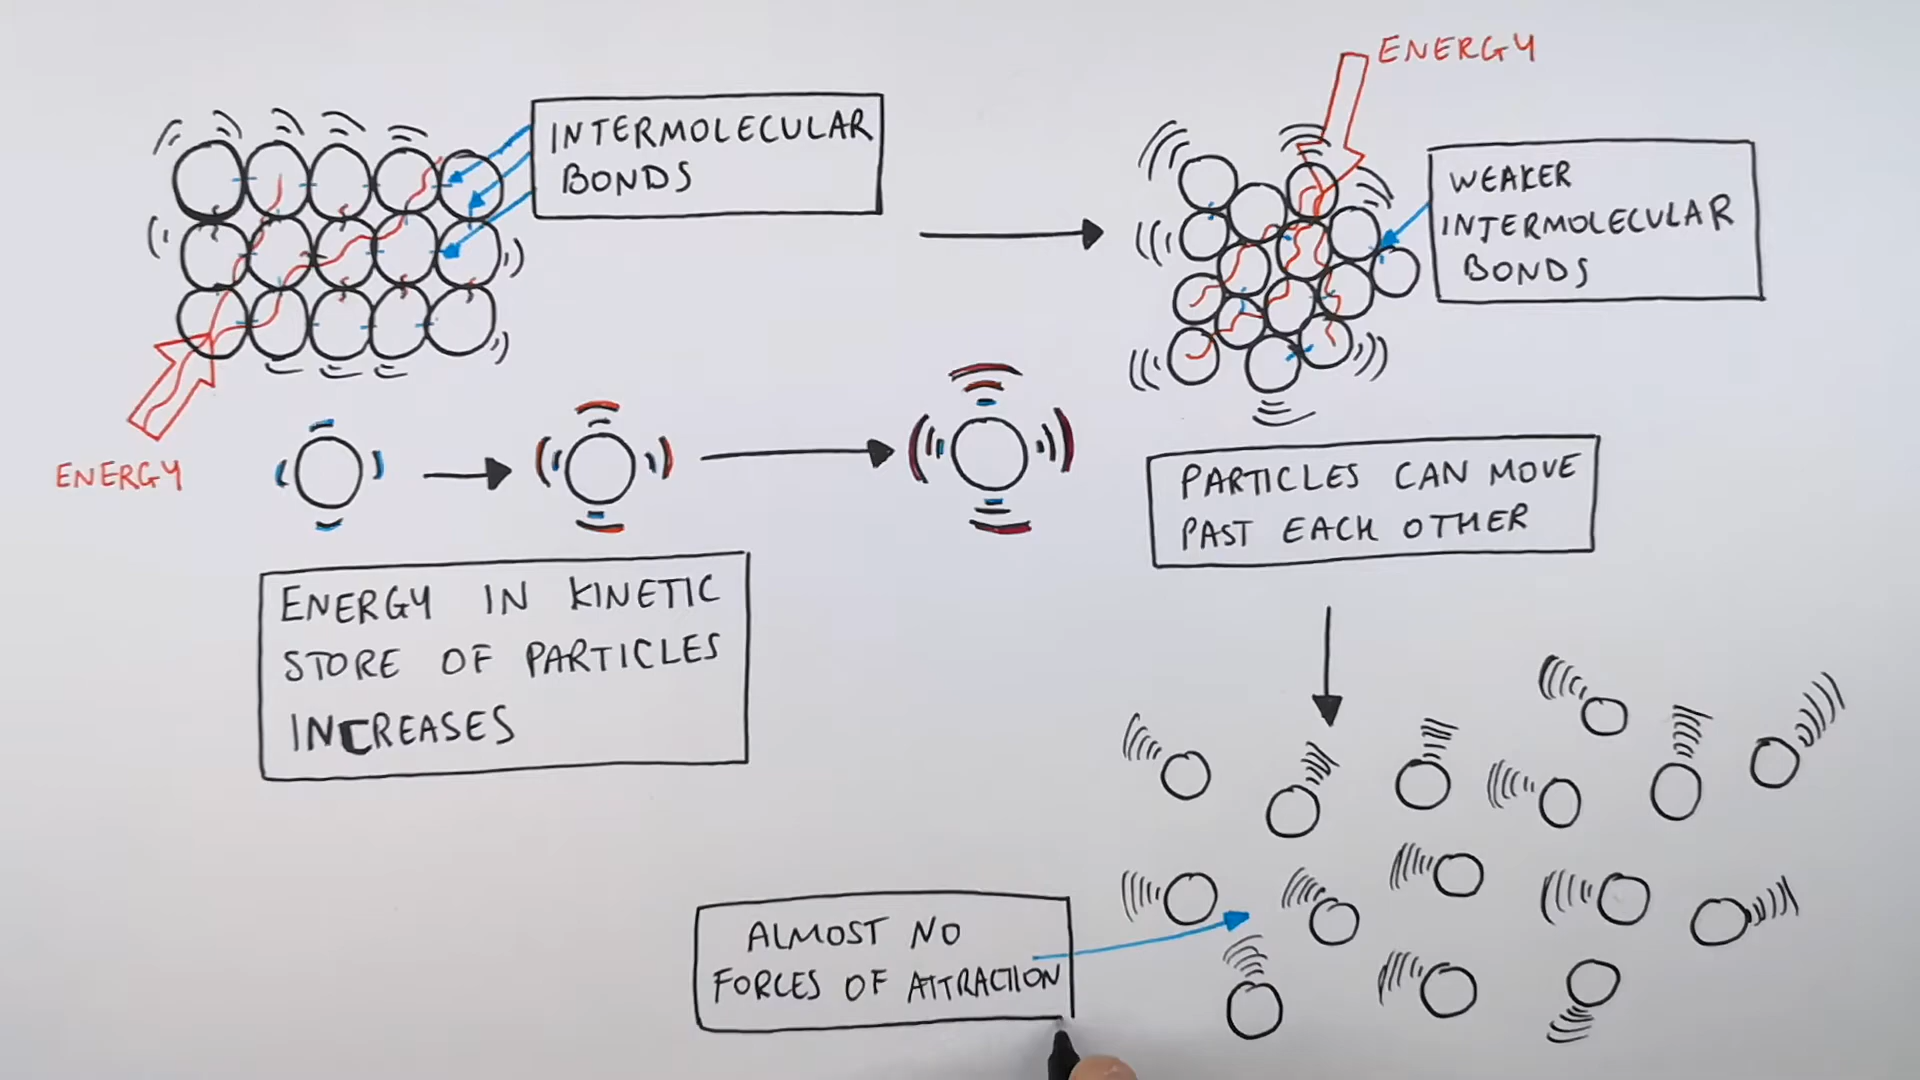 ENERGY
INTERMOLECULAR
BONDS
WEAKER
INTERMOLECULAR
BONDS
ENERGY
PARTICLES CAN MOVE
PAST EACH OTHER
ENERGY IN KINETIC
STORE OF PARTICLES
INCREASES
ALMOST NO
FORCES OF ATTRACTION